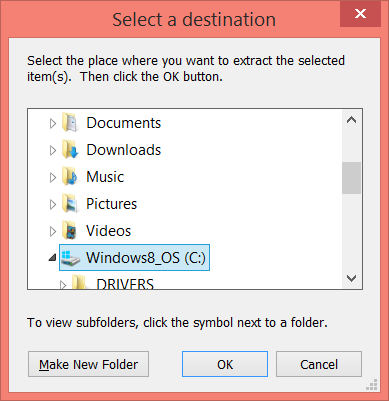 Select a destination
Select the place where you want to extract the selected
item(s). Then click the OK button.
Documents
Downloads
Music
Pictures
Videos
Windows8_OS (C:)
DRIVERS
To view subfolders, click the symbol next to a folder.
Make New Folder OK Cancel